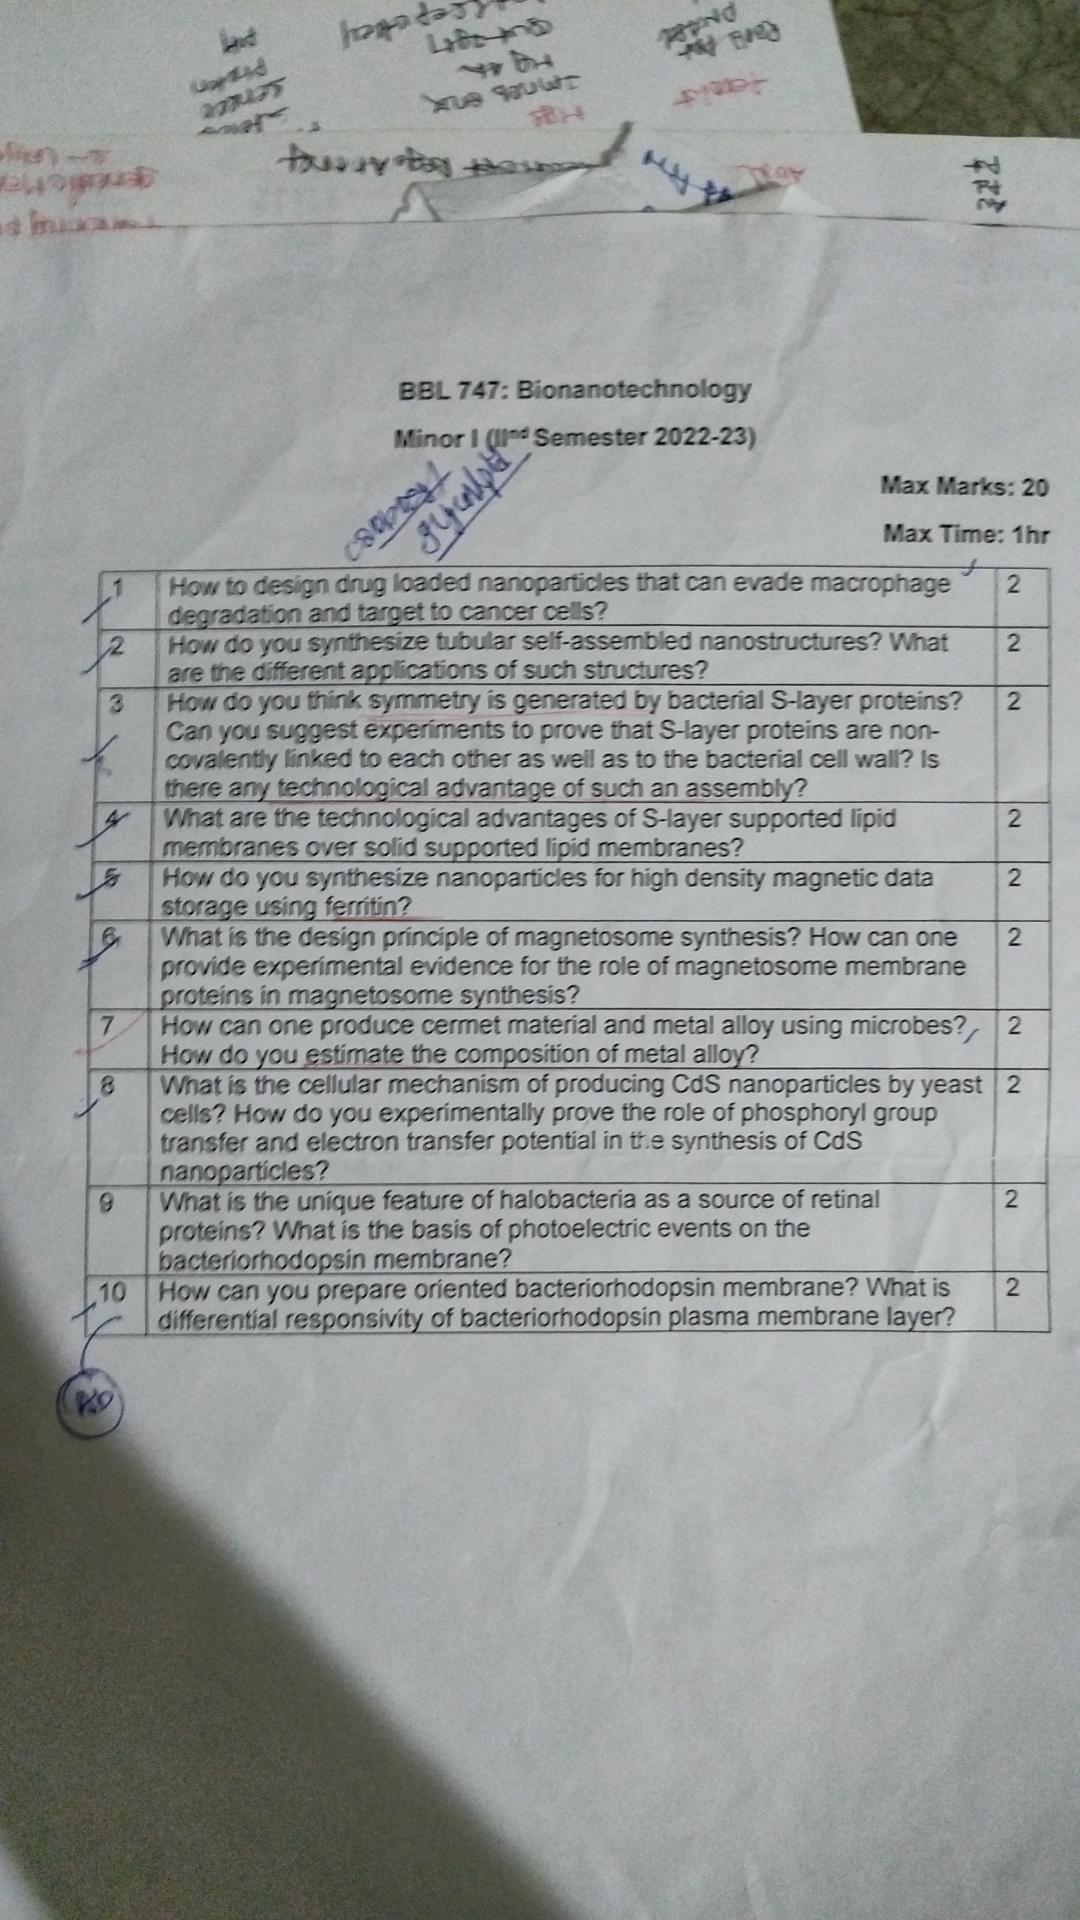 BBL 747: Bionanotechnology
Minor I (IInd Semester 2022-23)
Max Marks: 20
Max Time: 1hr
1 How to design drug loaded nanoparticles that can evade macrophage 2
degradation and target to cancer cells?
2 How do you synthesize tubular self-assembled nanostructures? What 2
are the different applications of such structures?
3 How do you think symmetry is generated by bacterial S-layer proteins? 2
Can you suggest experiments to prove that S-layer proteins are non-
covalently linked to each other as well as to the bacterial cell wall? Is
there any technological advantage of such an assembly?
4 What are the technological advantages of S-layer supported lipid 2
membranes over solid supported lipid membranes?
5 How do you synthesize nanoparticles for high density magnetic data 2
storage using ferritin?
6 What is the design principle of magnetosome synthesis? How can one 2
provide experimental evidence for the role of magnetosome membrane
proteins in magnetosome synthesis?
7 How can one produce cermet material and metal alloy using microbes? 2
How do you estimate the composition of metal alloy?
8 What is the cellular mechanism of producing CdS nanoparticles by yeast 2
cells? How do you experimentally prove the role of phosphoryl group
transfer and electron transfer potential in the synthesis of CdS
nanoparticles?
9 What is the unique feature of halobacteria as a source of retinal 2
proteins? What is the basis of photoelectric events on the
bacteriorhodopsin membrane?
10 How can you prepare oriented bacteriorhodopsin membrane? What is 2
differential responsivity of bacteriorhodopsin plasma membrane layer?